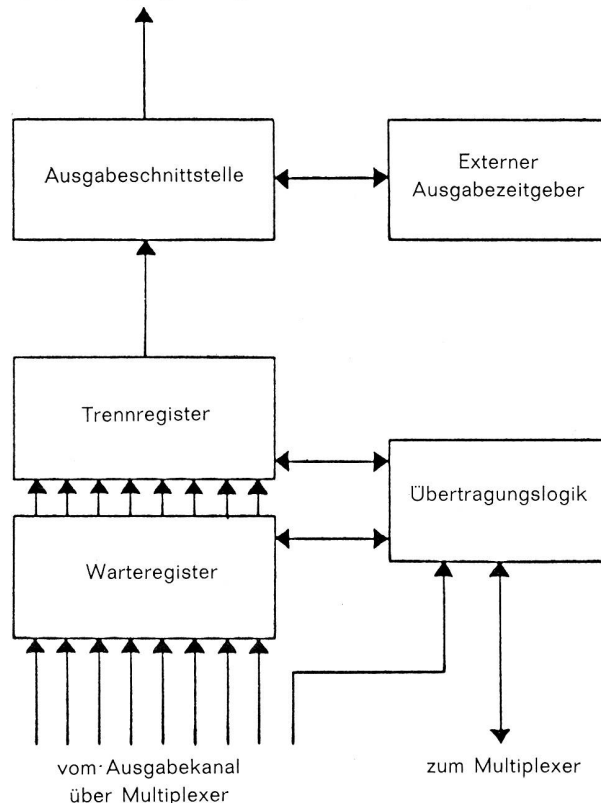 Ausgabeschnittstelle
Externer
Ausgabezeitgeber
Trennregister
Übertragungslogik
Warteregister
vom Ausgabekanal
über Multiplexer
zum Multiplexer